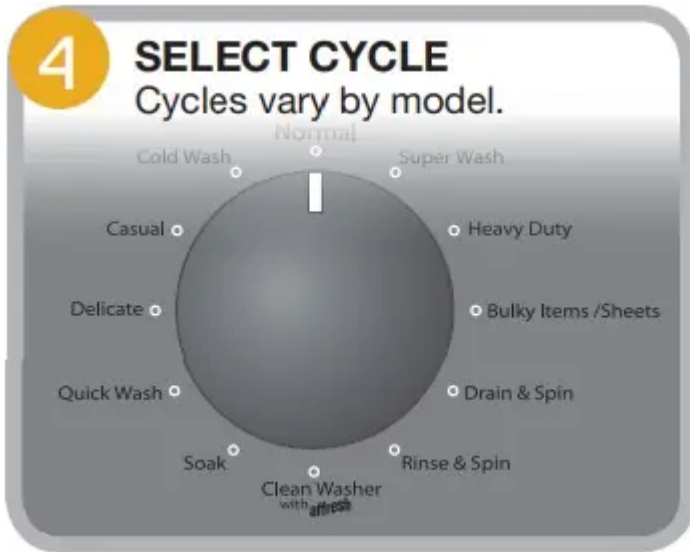 4
SELECT CYCLE
Cycles vary by model.
Normal
Cold Wash
Super Wash
Casual
Heavy Duty
Delicate
Bulky Items /Sheets
Quick Wash
Drain & Spin
Soak
Rinse & Spin
Clean Washer
with affresh